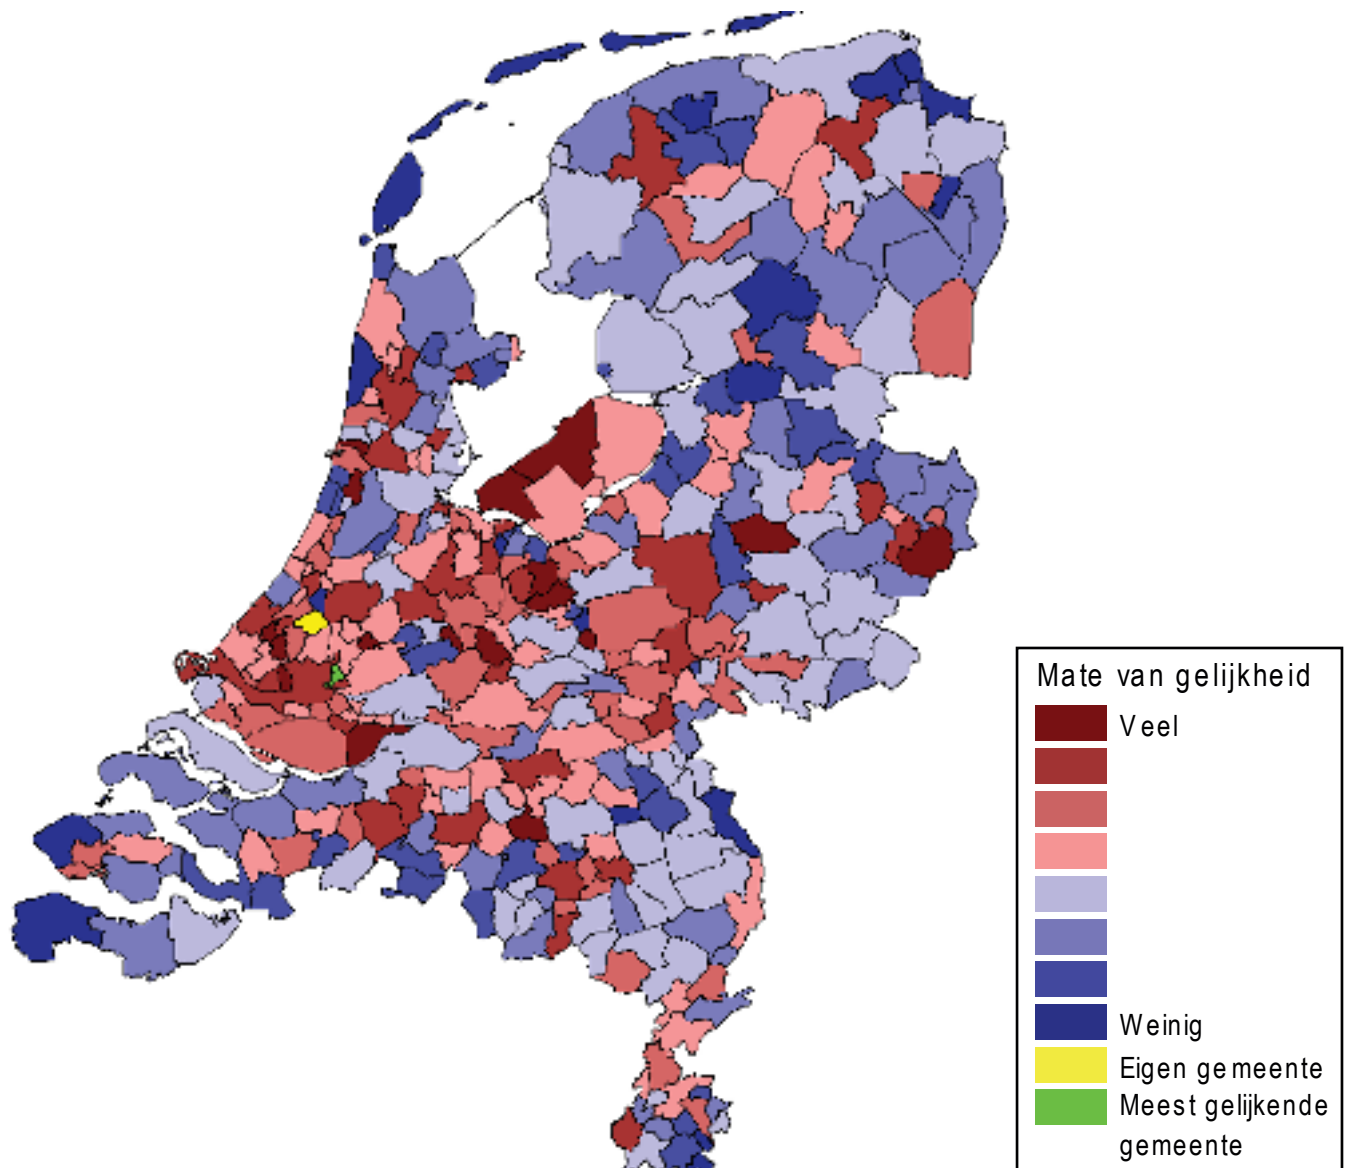 Mate van gelijkheid
Veel
Weinig
Eigen gemeente
Meest gelijkende
gemeente